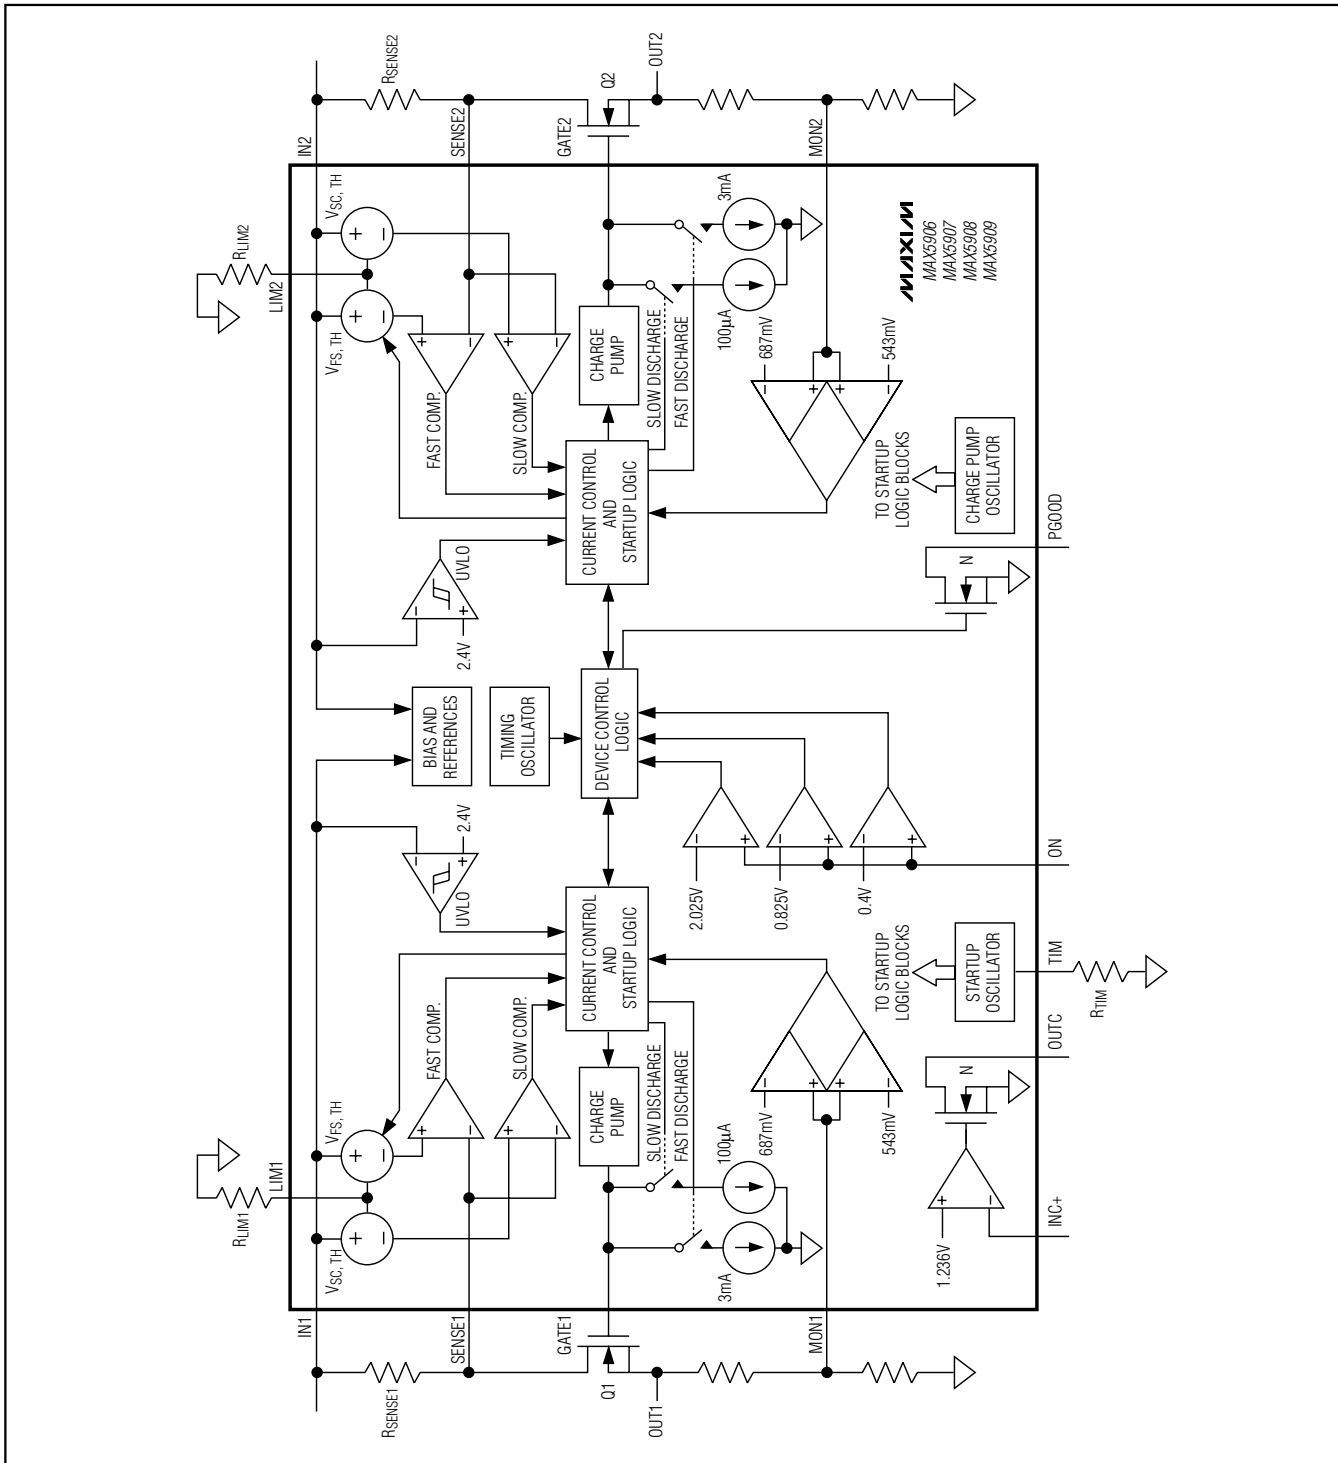 RSENSE1
IN1
SENSE1
GATE1
Q1
OUT1
MON1
RLIM1
LIM1
VSC, TH
VFS, TH
+
−
+
−
FAST COMP.
+
−
SLOW COMP.
+
−
CHARGE
PUMP
SLOW DISCHARGE
FAST DISCHARGE
3mA
100µA
687mV
543mV
−
+
+
−
CURRENT CONTROL
AND
STARTUP LOGIC
UVLO
2.4V
−
+
1.236V
+
−
N
INC+
OUTC
TO STARTUP
LOGIC BLOCKS
STARTUP
OSCILLATOR
TIM
RTIM
2.025V
0.825V
0.4V
−
+
−
+
−
+
ON
BIAS AND
REFERENCES
TIMING
OSCILLATOR
DEVICE CONTROL
LOGIC
2.4V
UVLO
−
+
N
PGOOD
CURRENT CONTROL
AND
STARTUP LOGIC
TO STARTUP
LOGIC BLOCKS
CHARGE PUMP
OSCILLATOR
FAST COMP.
+
−
SLOW COMP.
+
−
CHARGE
PUMP
SLOW DISCHARGE
FAST DISCHARGE
100µA
3mA
687mV
543mV
−
+
+
−
VFS, TH
VSC, TH
+
−
+
−
LIM2
RLIM2
MAXIM
MAX5906
MAX5907
MAX5908
MAX5909
IN2
SENSE2
GATE2
MON2
RSENSE2
Q2
OUT2